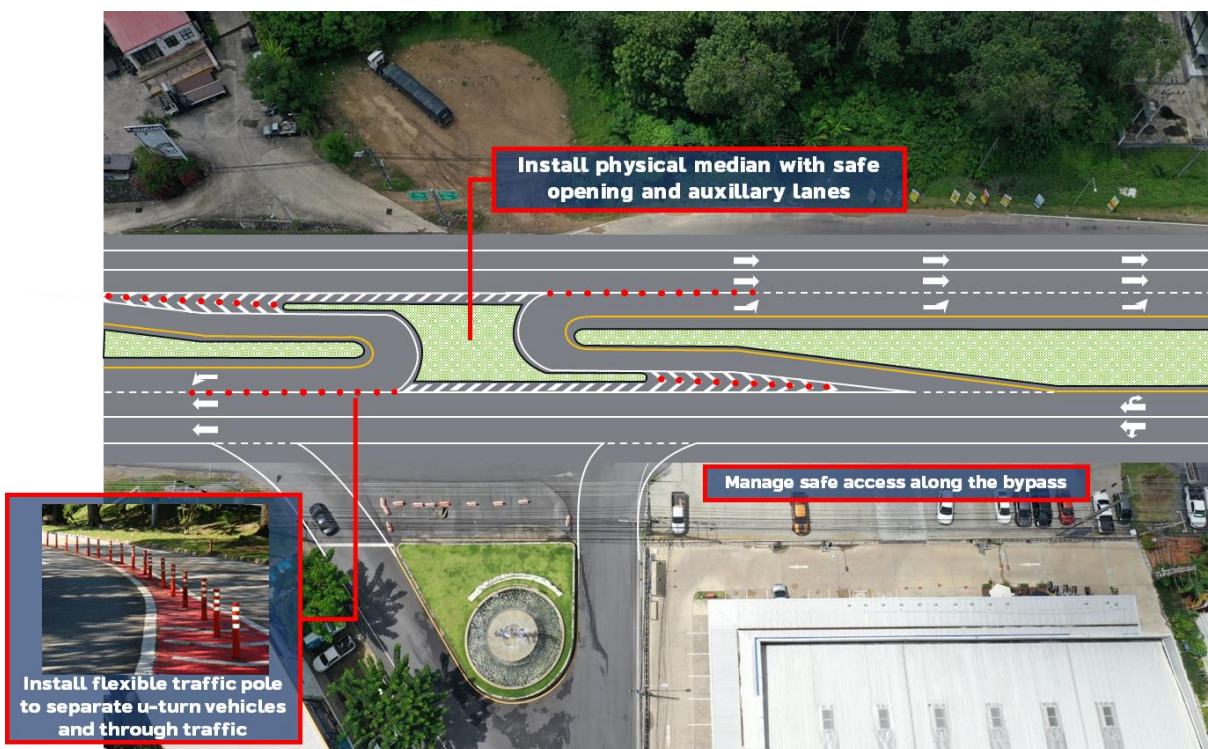 Install physical median with safe
opening and auxillary lanes
Manage safe access along the bypass
Install flexible traffic pole
to separate u-turn vehicles
and through traffic